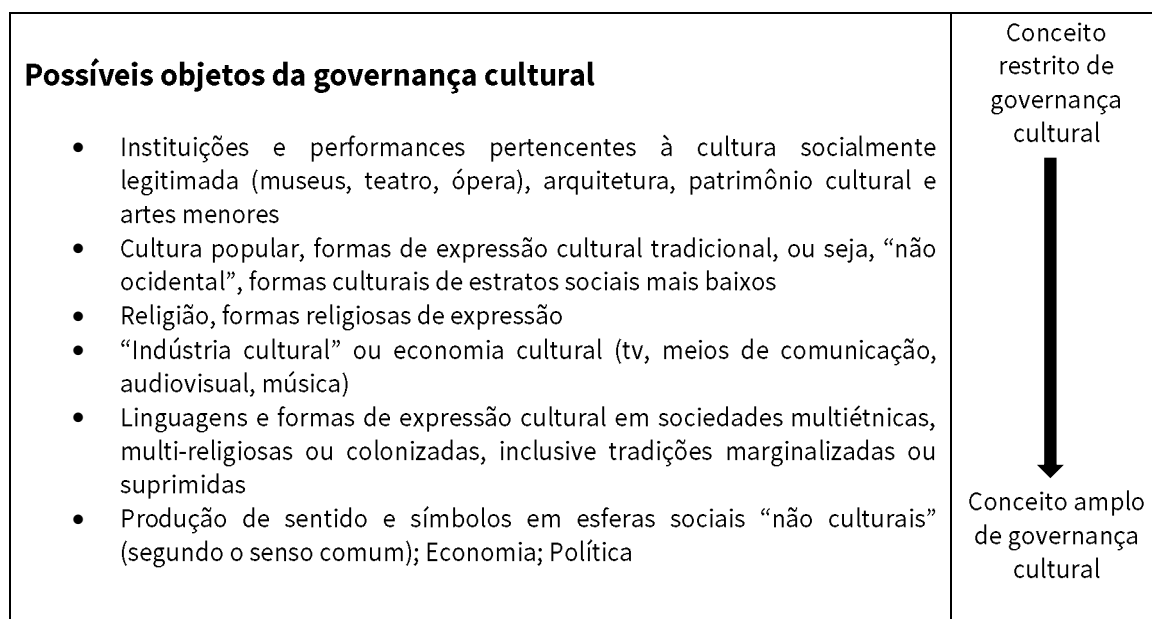 Possíveis objetos da governança cultural
• Instituições e performances pertencentes à cultura socialmente
legitimada (museus, teatro, ópera), arquitetura, patrimônio cultural e
artes menores
• Cultura popular, formas de expressão cultural tradicional, ou seja, “não
ocidental”, formas culturais de estratos sociais mais baixos
• Religião, formas religiosas de expressão
• “Indústria cultural” ou economia cultural (tv, meios de comunicação,
audiovisual, música)
• Linguagens e formas de expressão cultural em sociedades multiétnicas,
multi-religiosas ou colonizadas, inclusive tradições marginalizadas ou
suprimidas
• Produção de sentido e símbolos em esferas sociais “não culturais”
(segundo o senso comum); Economia; Política
Conceito
restrito de
governança
cultural
Conceito amplo
de governança
cultural